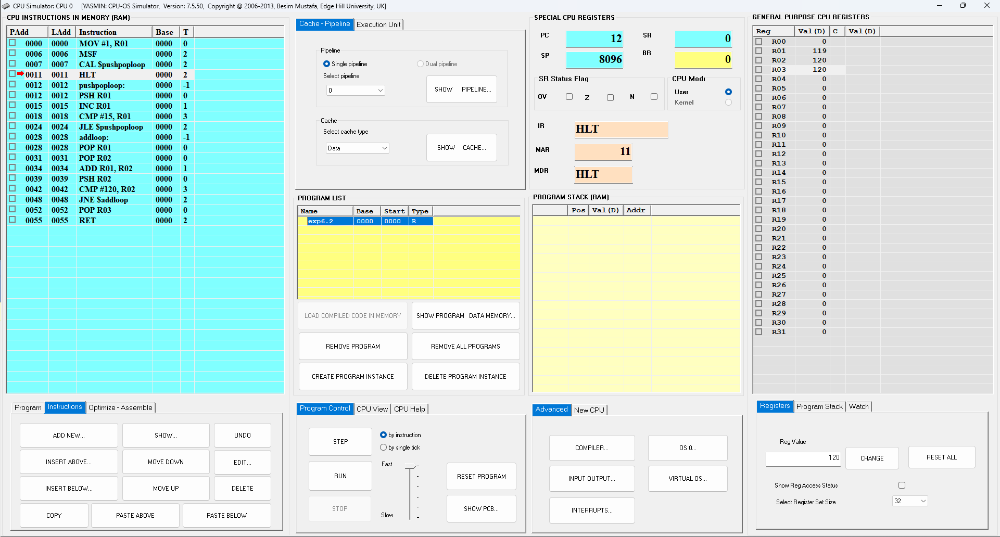 CPU Simulator: CPU 0 [YASMIN: CPU-OS Simulator, Version: 7.5.50, Copyright @ 2006-2013, Besim Mustafa, Edge Hill University, UK]
CPU INSTRUCTIONS IN MEMORY (RAM)
PAdd LAdd Instruction Base T
0000 0000 MOV #1, R01 0000 0
0006 0006 MSF 0000 2
0007 0007 CAL $pushpoploop 0000 2
0011 0011 HLT 0000 2
0012 0012 pushpoploop: 0000 -1
0012 0012 PSH R01 0000 0
0015 0015 INC R01 0000 1
0018 0018 CMP #15, R01 0000 3
0024 0024 JLE $pushpoploop 0000 2
0028 0028 addloop: 0000 -1
0028 0028 POP R01 0000 0
0031 0031 POP R02 0000 0
0034 0034 ADD R01, R02 0000 1
0039 0039 PSH R02 0000 0
0042 0042 CMP #120, R02 0000 3
0048 0048 JNE $addloop 0000 2
0052 0052 POP R03 0000 0
0055 0055 RET 0000 2
Program Instructions Optimize - Assemble
ADD NEW... SHOW... UNDO
INSERT ABOVE... MOVE DOWN EDIT...
INSERT BELOW... MOVE UP DELETE
COPY PASTE ABOVE PASTE BELOW
Cache - Pipeline Execution Unit
Pipeline
Single pipeline Dual pipeline
Select pipeline
0
SHOW PIPELINE...
Cache
Select cache type
Data
SHOW CACHE...
PROGRAM LIST
Name Base Start Type
exp6.2 0000 0000 R
LOAD COMPILED CODE IN MEMORY SHOW PROGRAM DATA MEMORY...
REMOVE PROGRAM REMOVE ALL PROGRAMS
CREATE PROGRAM INSTANCE DELETE PROGRAM INSTANCE
Program Control CPU View CPU Help
STEP
by instruction
by single tick
Fast
RUN
RESET PROGRAM
STOP
SHOW PCB...
Slow
SPECIAL CPU REGISTERS
PC 12 SR 0
SP 8096 BR 0
SR Status Flag
OV Z N
CPU Mode
User
Kernel
IR HLT
MAR 11
MDR HLT
PROGRAM STACK (RAM)
Pos Val(D) Addr
Advanced New CPU
COMPILER... OS 0...
INPUT OUTPUT... VIRTUAL OS...
INTERRUPTS...
GENERAL PURPOSE CPU REGISTERS
Reg Val(D) C Val(D)
R00 0
R01 119
R02 120
R03 120
R04 0
R05 0
R06 0
R07 0
R08 0
R09 0
R10 0
R11 0
R12 0
R13 0
R14 0
R15 0
R16 0
R17 0
R18 0
R19 0
R20 0
R21 0
R22 0
R23 0
R24 0
R25 0
R26 0
R27 0
R28 0
R29 0
R30 0
R31 0
Registers Program Stack Watch
Reg Value
120 CHANGE RESET ALL
Show Reg Access Status
Select Register Set Size 32